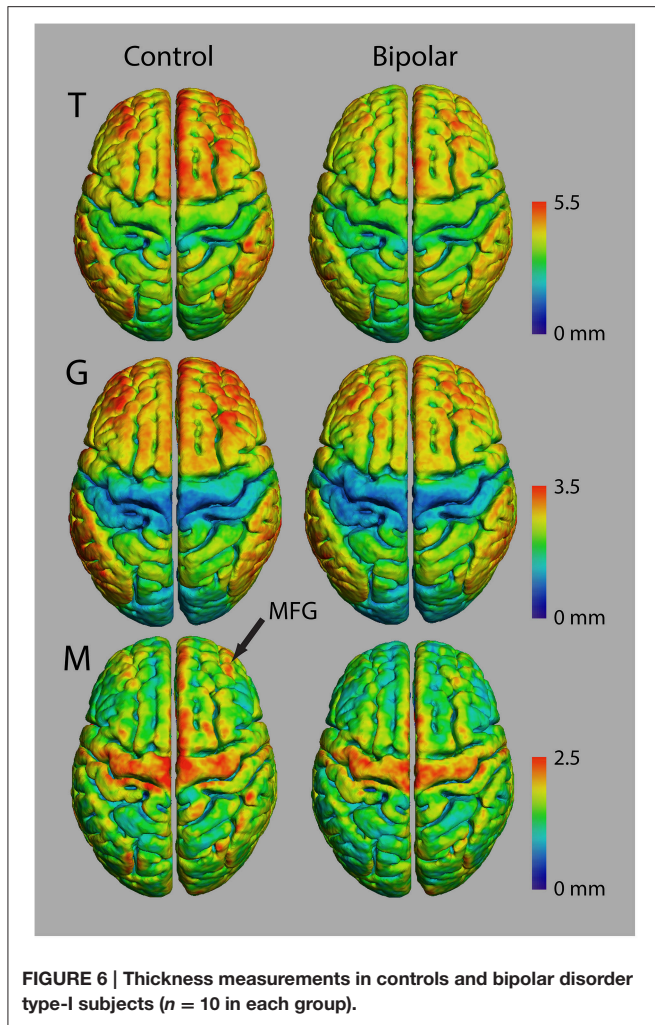 Control
Bipolar
T
5.5
0 mm
G
3.5
0 mm
MFG
M
2.5
0 mm
FIGURE 6 | Thickness measurements in controls and bipolar disorder
type-I subjects (n = 10 in each group).